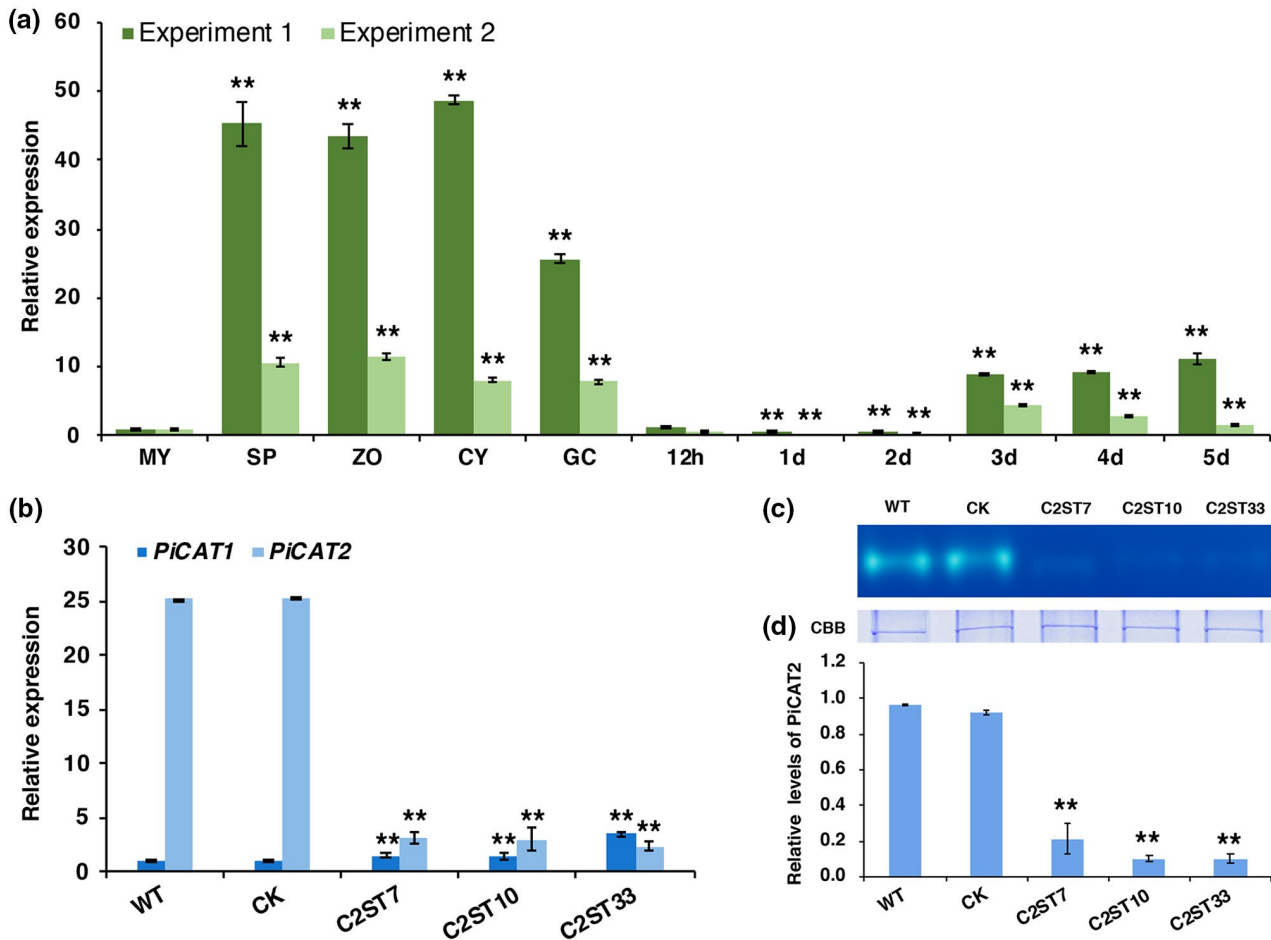 (a)
Experiment 1 Experiment 2
Relative expression
60
50
40
30
20
10
0
** ** ** ** ** ** ** ** ** ** ** ** ** ** ** ** ** **
MY SP ZO CY GC 12h 1d 2d 3d 4d 5d
(b)
PiCAT1 PiCAT2
Relative expression
30
25
20
15
10
5
0
** ** ** ** ** **
WT CK C2ST7 C2ST10 C2ST33
(c)
WT CK C2ST7 C2ST10 C2ST33
(d) CBB
Relative levels of PiCAT2
1.2
1.0
0.8
0.6
0.4
0.2
0.0
** ** **
WT CK C2ST7 C2ST10 C2ST33